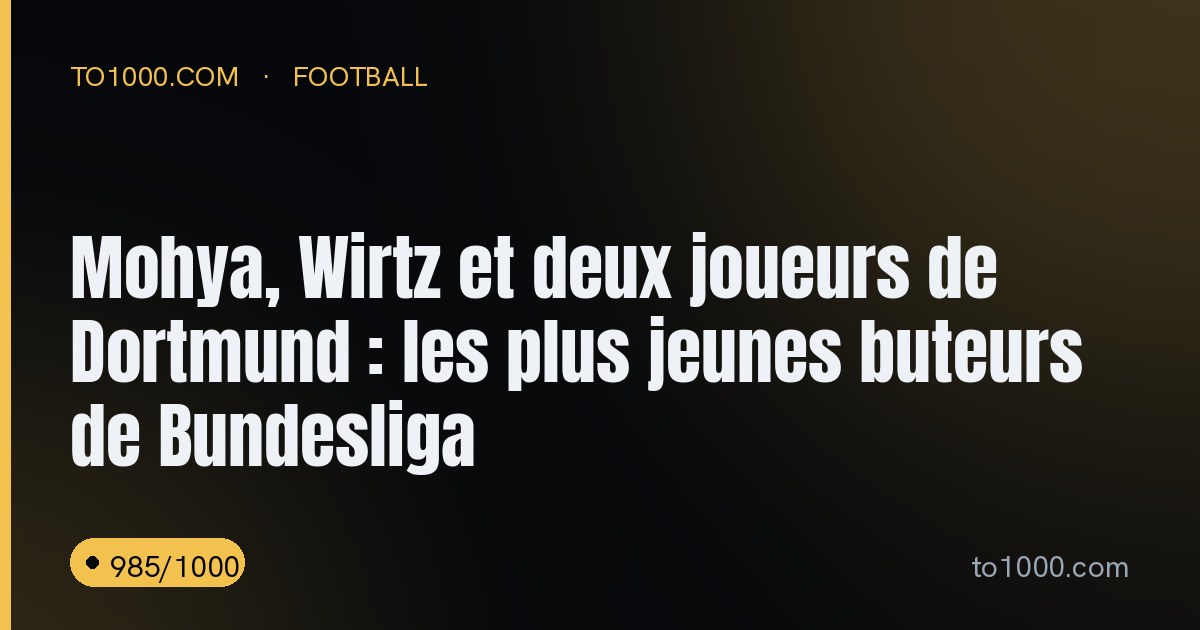 TO1000.COM · FOOTBALL
Mohya, Wirtz et deux joueurs de
Dortmund : les plus jeunes buteurs
de Bundesliga
985/1000
to1000.com